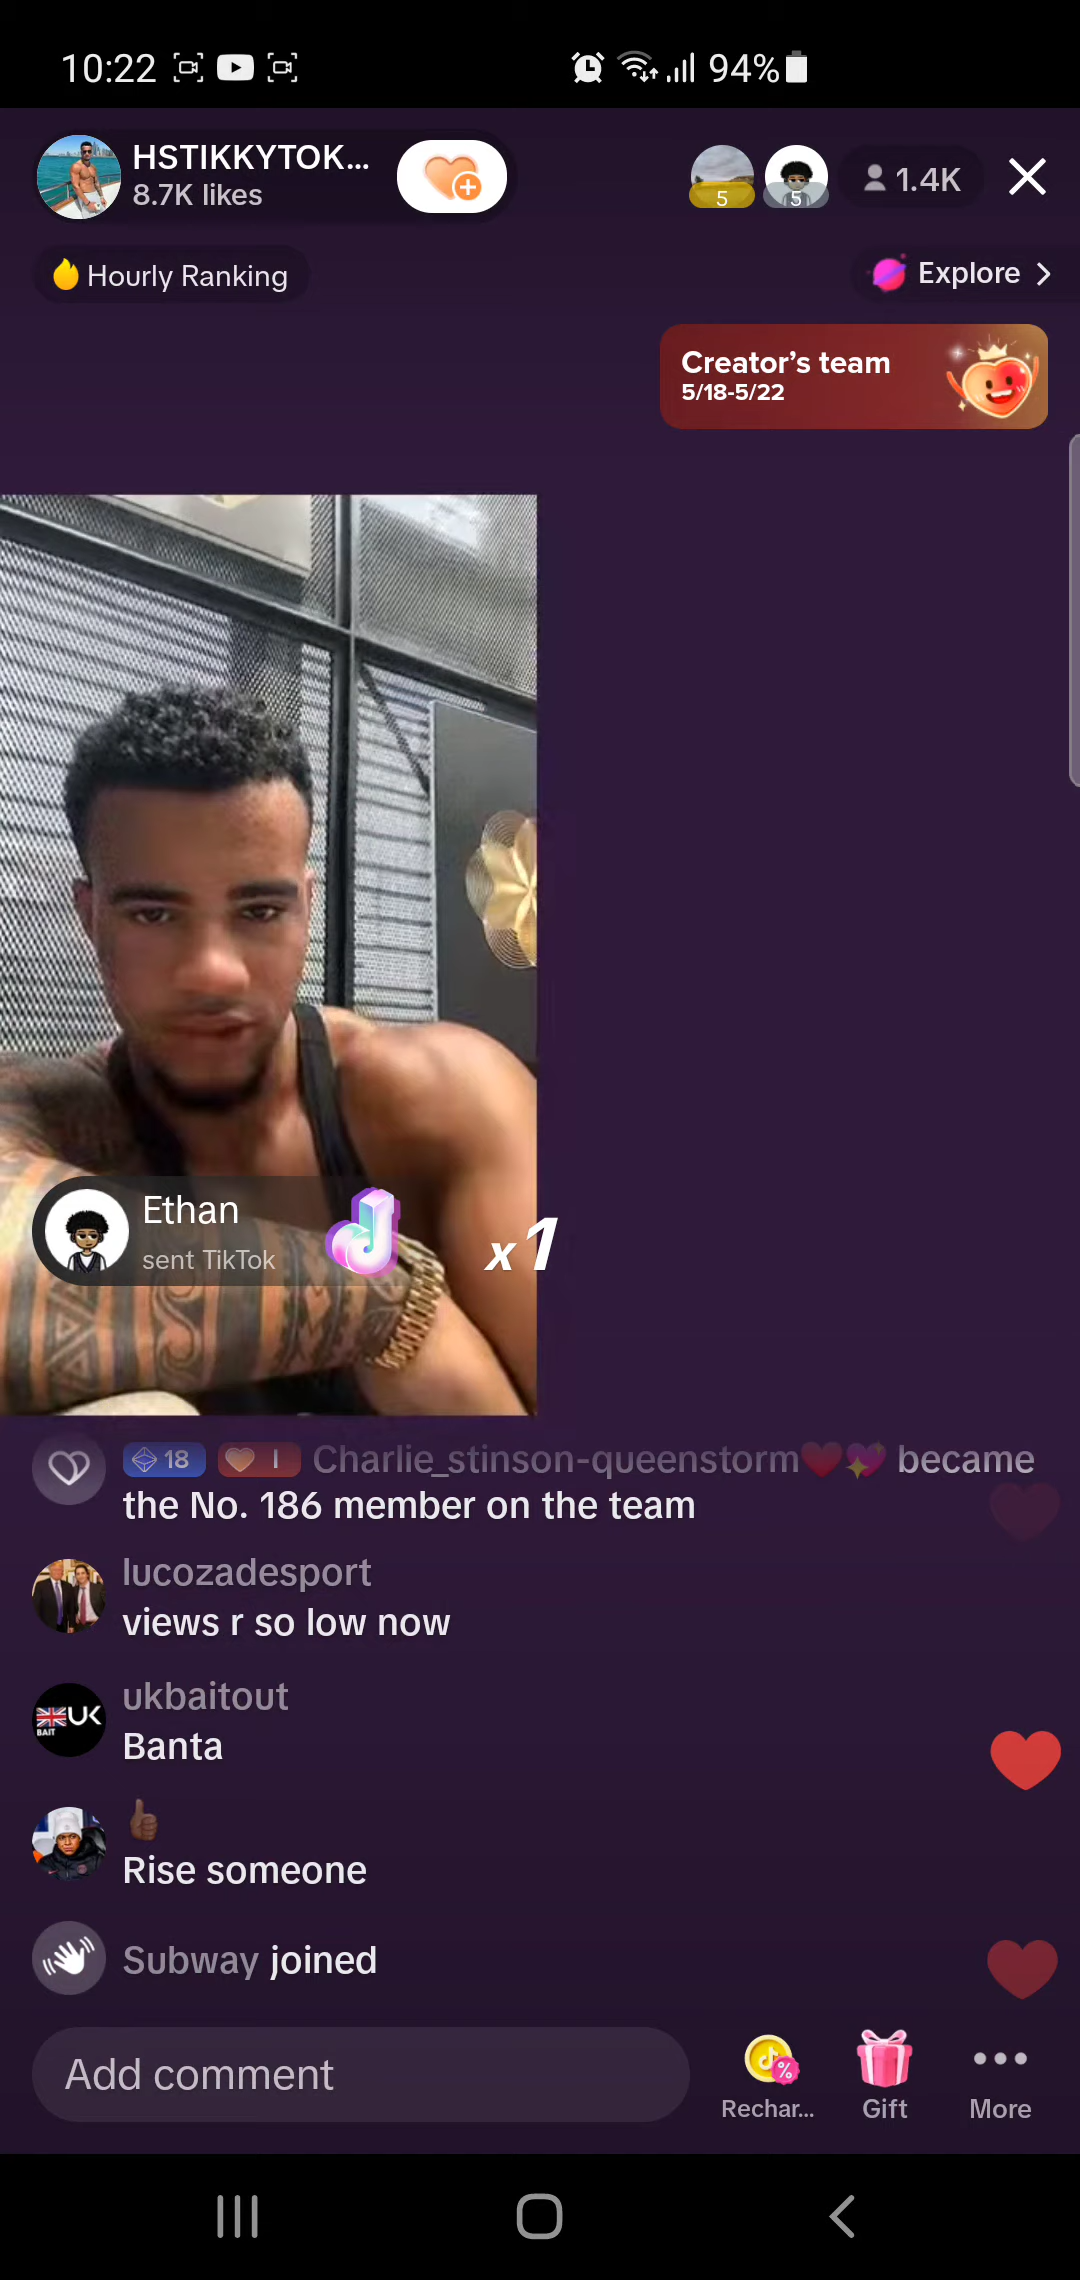 10:22
94%
HSTIKKYTOK...
8.7K likes
5
5
1.4K
Hourly Ranking
Explore
Creator's team
5/18-5/22
Ethan
sent TikTok
x1
18 I Charlie_stinson-queenstorm❤️💖 became
the No. 186 member on the team
lucozadesport
views r so low now
UK
BAIT
ukbaitout
Banta
👍🏿
Rise someone
Subway joined
Add comment
Rechar...
Gift
More